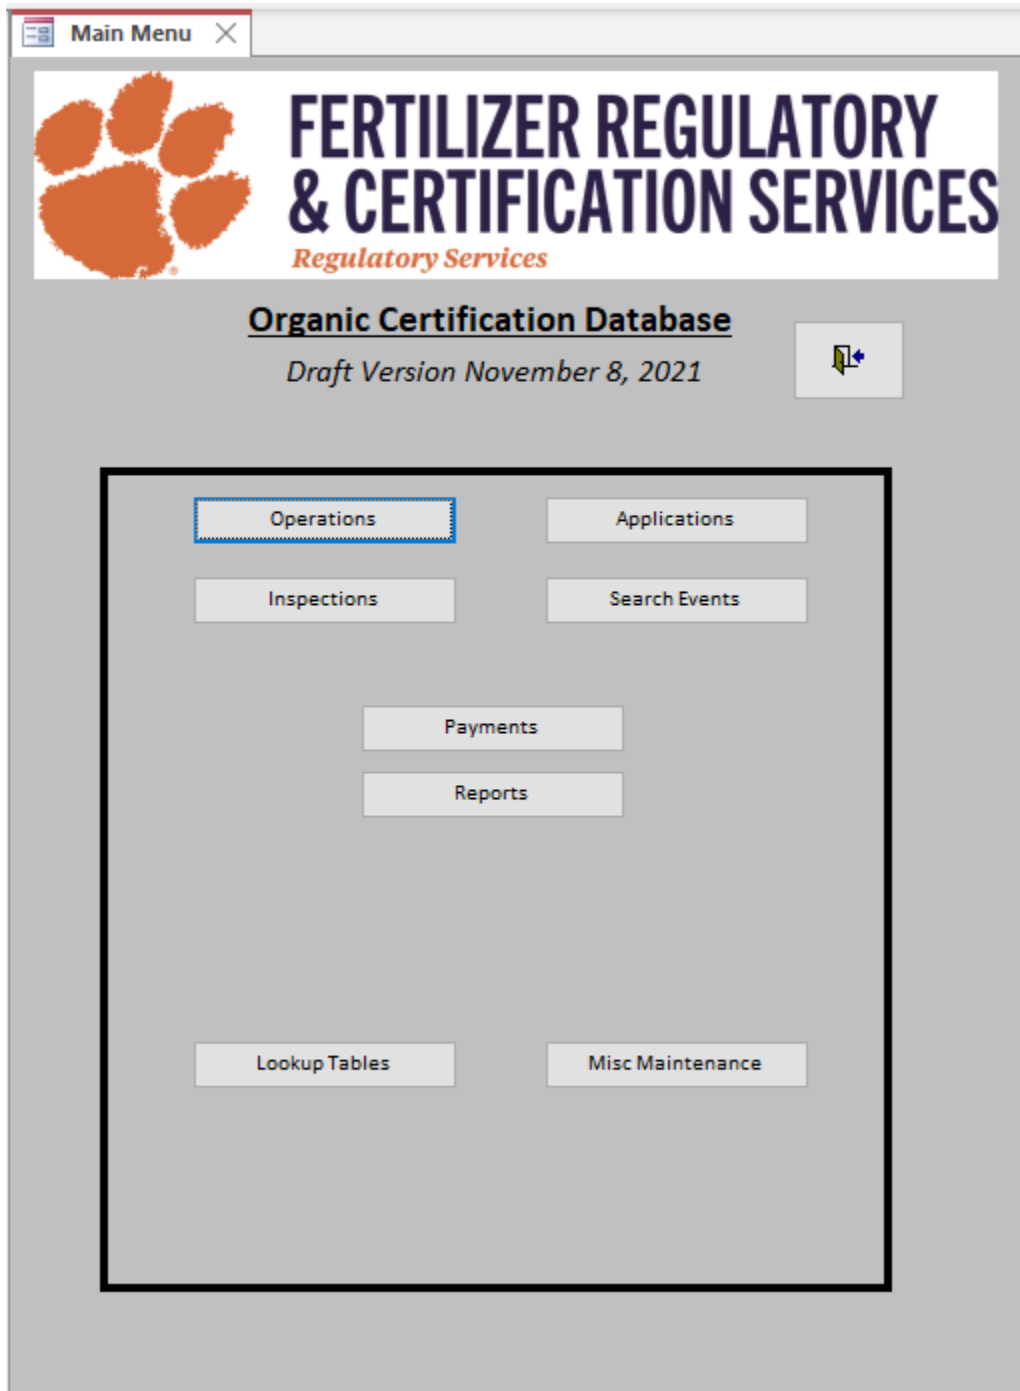 Main Menu
FERTILIZER REGULATORY
& CERTIFICATION SERVICES
Regulatory Services
®
Organic Certification Database
Draft Version November 8, 2021
Operations
Applications
Inspections
Search Events
Payments
Reports
Lookup Tables
Misc Maintenance